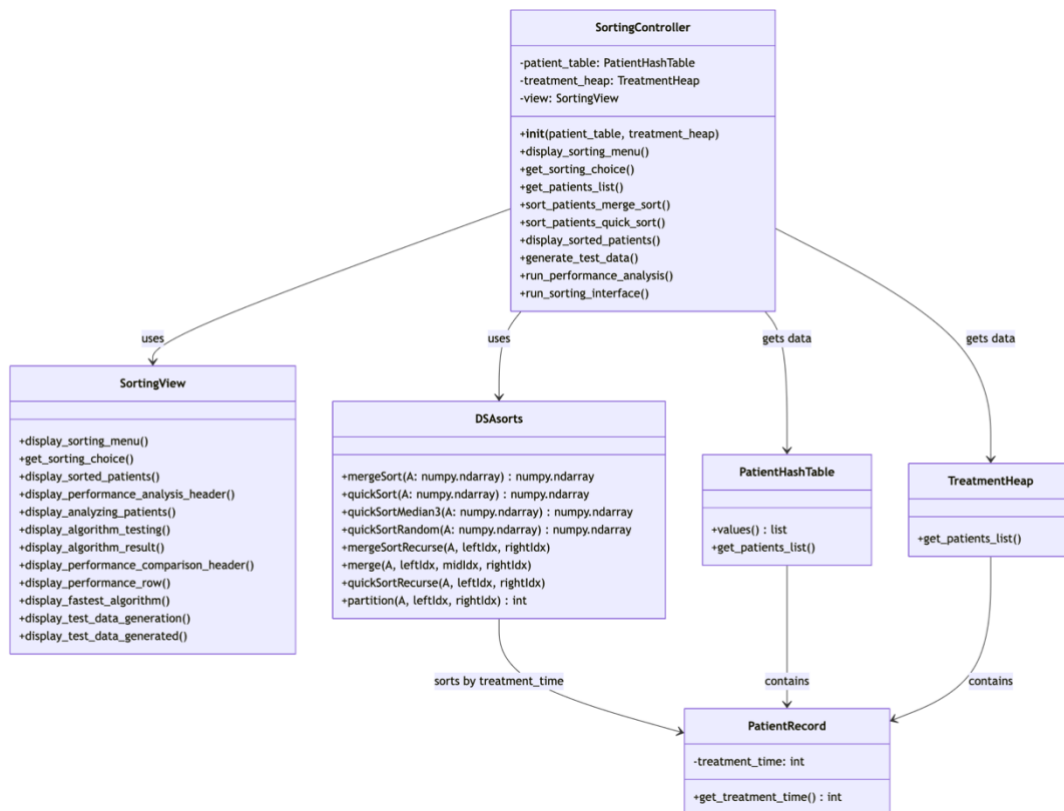 SortingController
-patient_table: PatientHashTable
-treatment_heap: TreatmentHeap
-view: SortingView
+init(patient_table, treatment_heap)
+display_sorting_menu()
+get_sorting_choice()
+get_patients_list()
+sort_patients_merge_sort()
+sort_patients_quick_sort()
+display_sorted_patients()
+generate_test_data()
+run_performance_analysis()
+run_sorting_interface()
uses
uses
gets data
gets data
SortingView
+display_sorting_menu()
+get_sorting_choice()
+display_sorted_patients()
+display_performance_analysis_header()
+display_analyzing_patients()
+display_algorithm_testing()
+display_algorithm_result()
+display_performance_comparison_header()
+display_performance_row()
+display_fastest_algorithm()
+display_test_data_generation()
+display_test_data_generated()
DSAsorts
+mergeSort(A: numpy.ndarray) : numpy.ndarray
+quickSort(A: numpy.ndarray) : numpy.ndarray
+quickSortMedian3(A: numpy.ndarray) : numpy.ndarray
+quickSortRandom(A: numpy.ndarray) : numpy.ndarray
+mergeSortRecurse(A, leftIdx, rightIdx)
+merge(A, leftIdx, midIdx, rightIdx)
+quickSortRecurse(A, leftIdx, rightIdx)
+partition(A, leftIdx, rightIdx) : int
PatientHashTable
+values() : list
+get_patients_list()
TreatmentHeap
+get_patients_list()
sorts by treatment_time
contains
contains
PatientRecord
-treatment_time: int
+get_treatment_time() : int